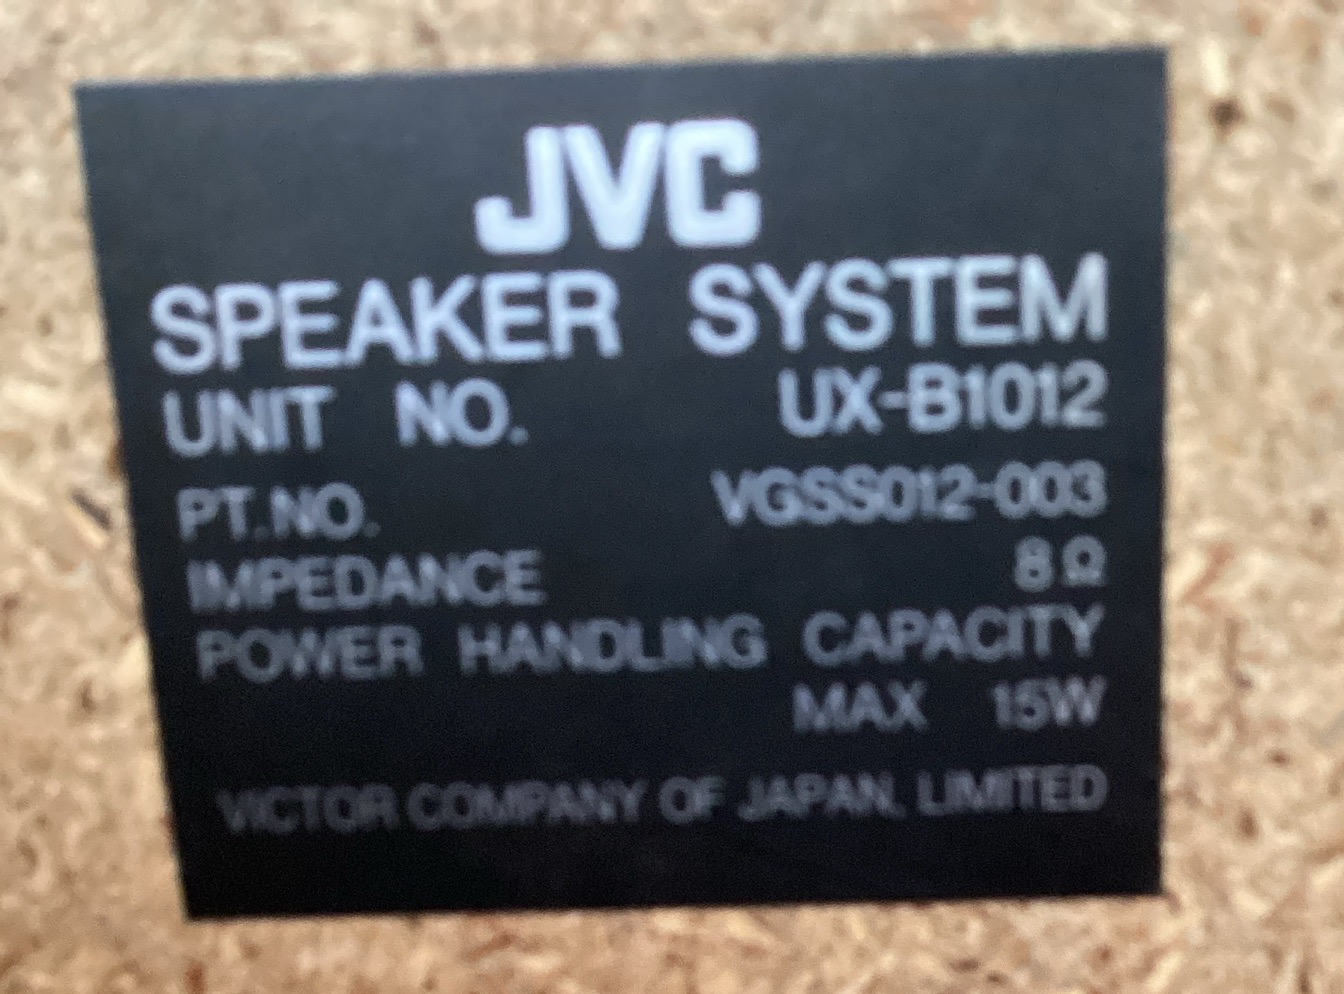 JVC
SPEAKER SYSTEM
UNIT NO. UX-B1012
PT.NO. VGSS012-003
IMPEDANCE 8Ω
POWER HANDLING CAPACITY
MAX 15W
VICTOR COMPANY OF JAPAN, LIMITED